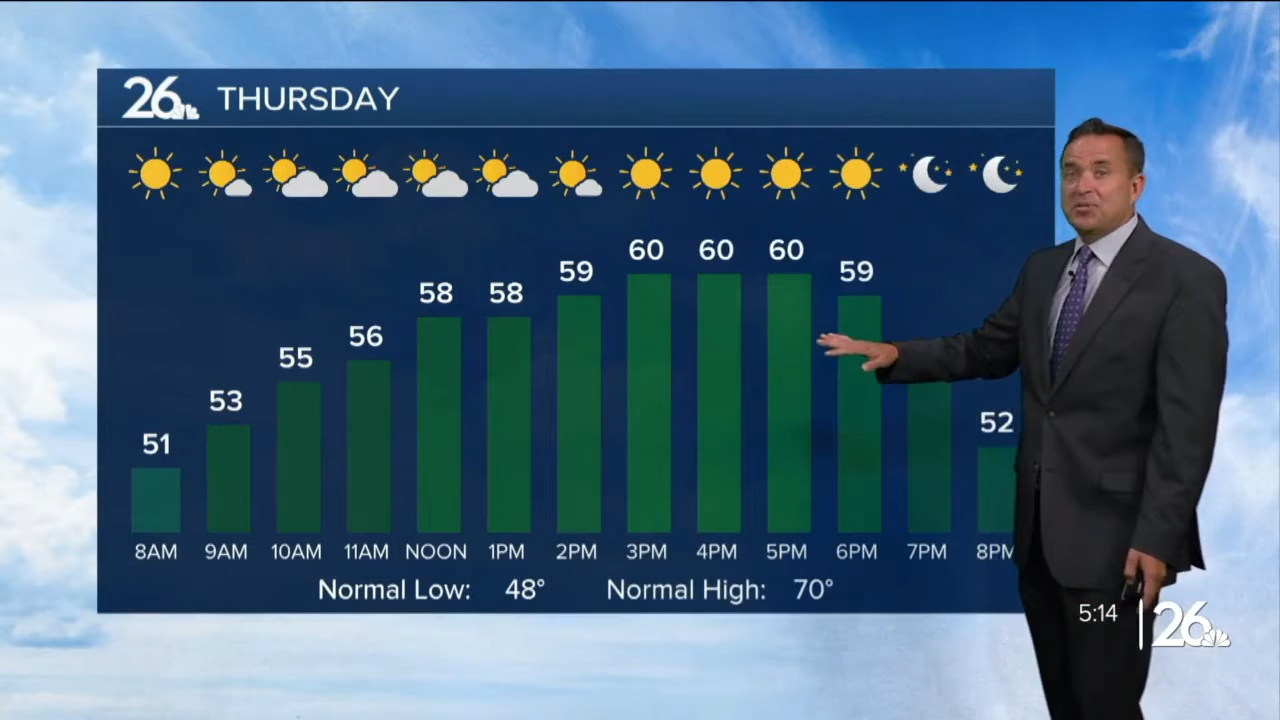 26 THURSDAY
60 60 60
59 59
58 58
56
55
53
51 52
8AM 9AM 10AM 11AM NOON 1PM 2PM 3PM 4PM 5PM 6PM 7PM 8PM
Normal Low: 48° Normal High: 70°
5:14 26